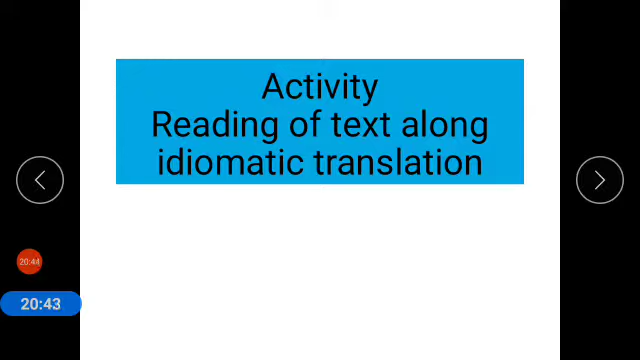 Activity
Reading of text along
idiomatic translation
20:44
20:43